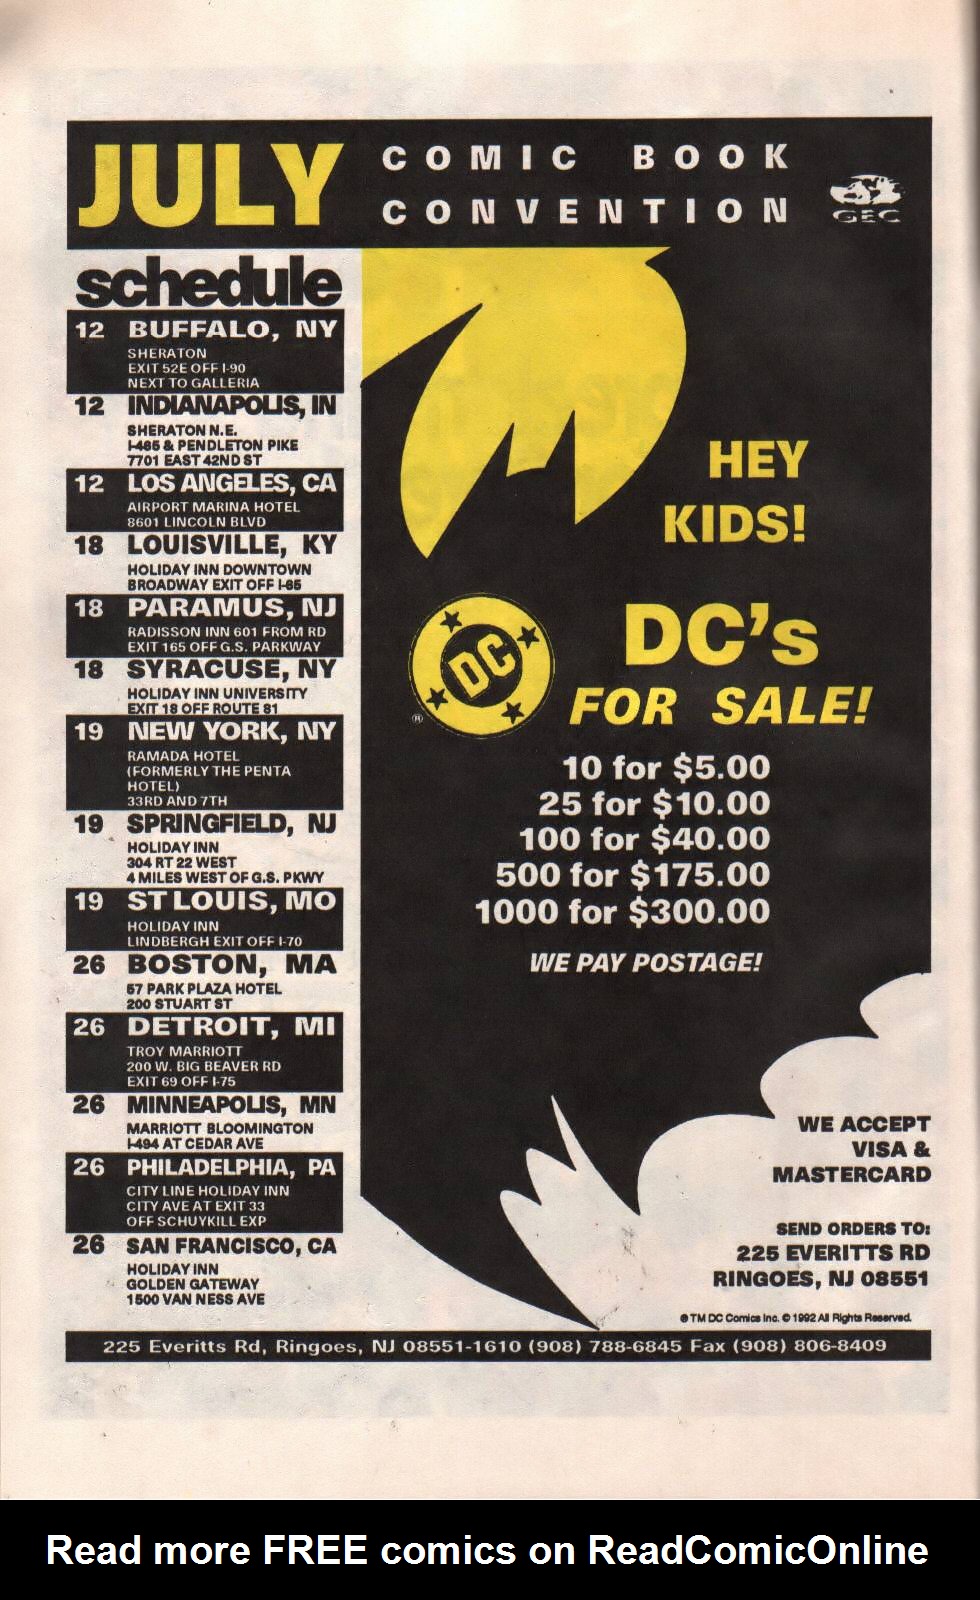 JULY
COMIC BOOK
CONVENTION
GEC
schedule
12 BUFFALO, NY
SHERATON
EXIT 52E OFF I-90
NEXT TO GALLERIA
12 INDIANAPOLIS, IN
SHERATON N.E.
I-465 & PENDLETON PIKE
7701 EAST 42ND ST
12 LOS ANGELES, CA
AIRPORT MARINA HOTEL
8601 LINCOLN BLVD
18 LOUISVILLE, KY
HOLIDAY INN DOWNTOWN
BROADWAY EXIT OFF I-65
18 PARAMUS, NJ
RADISSON INN 601 FROM RD
EXIT 165 OFF G.S. PARKWAY
18 SYRACUSE, NY
HOLIDAY INN UNIVERSITY
EXIT 18 OFF ROUTE 81
19 NEW YORK, NY
RAMADA HOTEL
(FORMERLY THE PENTA
HOTEL)
33RD AND 7TH
19 SPRINGFIELD, NJ
HOLIDAY INN
304 RT 22 WEST
4 MILES WEST OF G.S. PKWY
19 ST LOUIS, MO
HOLIDAY INN
LINDBERGH EXIT OFF I-70
26 BOSTON, MA
57 PARK PLAZA HOTEL
200 STUART ST
26 DETROIT, MI
TROY MARRIOTT
200 W. BIG BEAVER RD
EXIT 69 OFF I-75
26 MINNEAPOLIS, MN
MARRIOTT BLOOMINGTON
I-494 AT CEDAR AVE
26 PHILADELPHIA, PA
CITY LINE HOLIDAY INN
CITY AVE AT EXIT 33
OFF SCHUYKILL EXP
26 SAN FRANCISCO, CA
HOLIDAY INN
GOLDEN GATEWAY
1500 VAN NESS AVE
HEY
KIDS!
DC
®
DC's
FOR SALE!
10 for $5.00
25 for $10.00
100 for $40.00
500 for $175.00
1000 for $300.00
WE PAY POSTAGE!
WE ACCEPT
VISA &
MASTERCARD
SEND ORDERS TO:
225 EVERITTS RD
RINGOES, NJ 08551
® TM DC Comics Inc. © 1992 All Rights Reserved.
225 Everitts Rd, Ringoes, NJ 08551-1610 (908) 788-6845 Fax (908) 806-8409
Read more FREE comics on ReadComicOnline